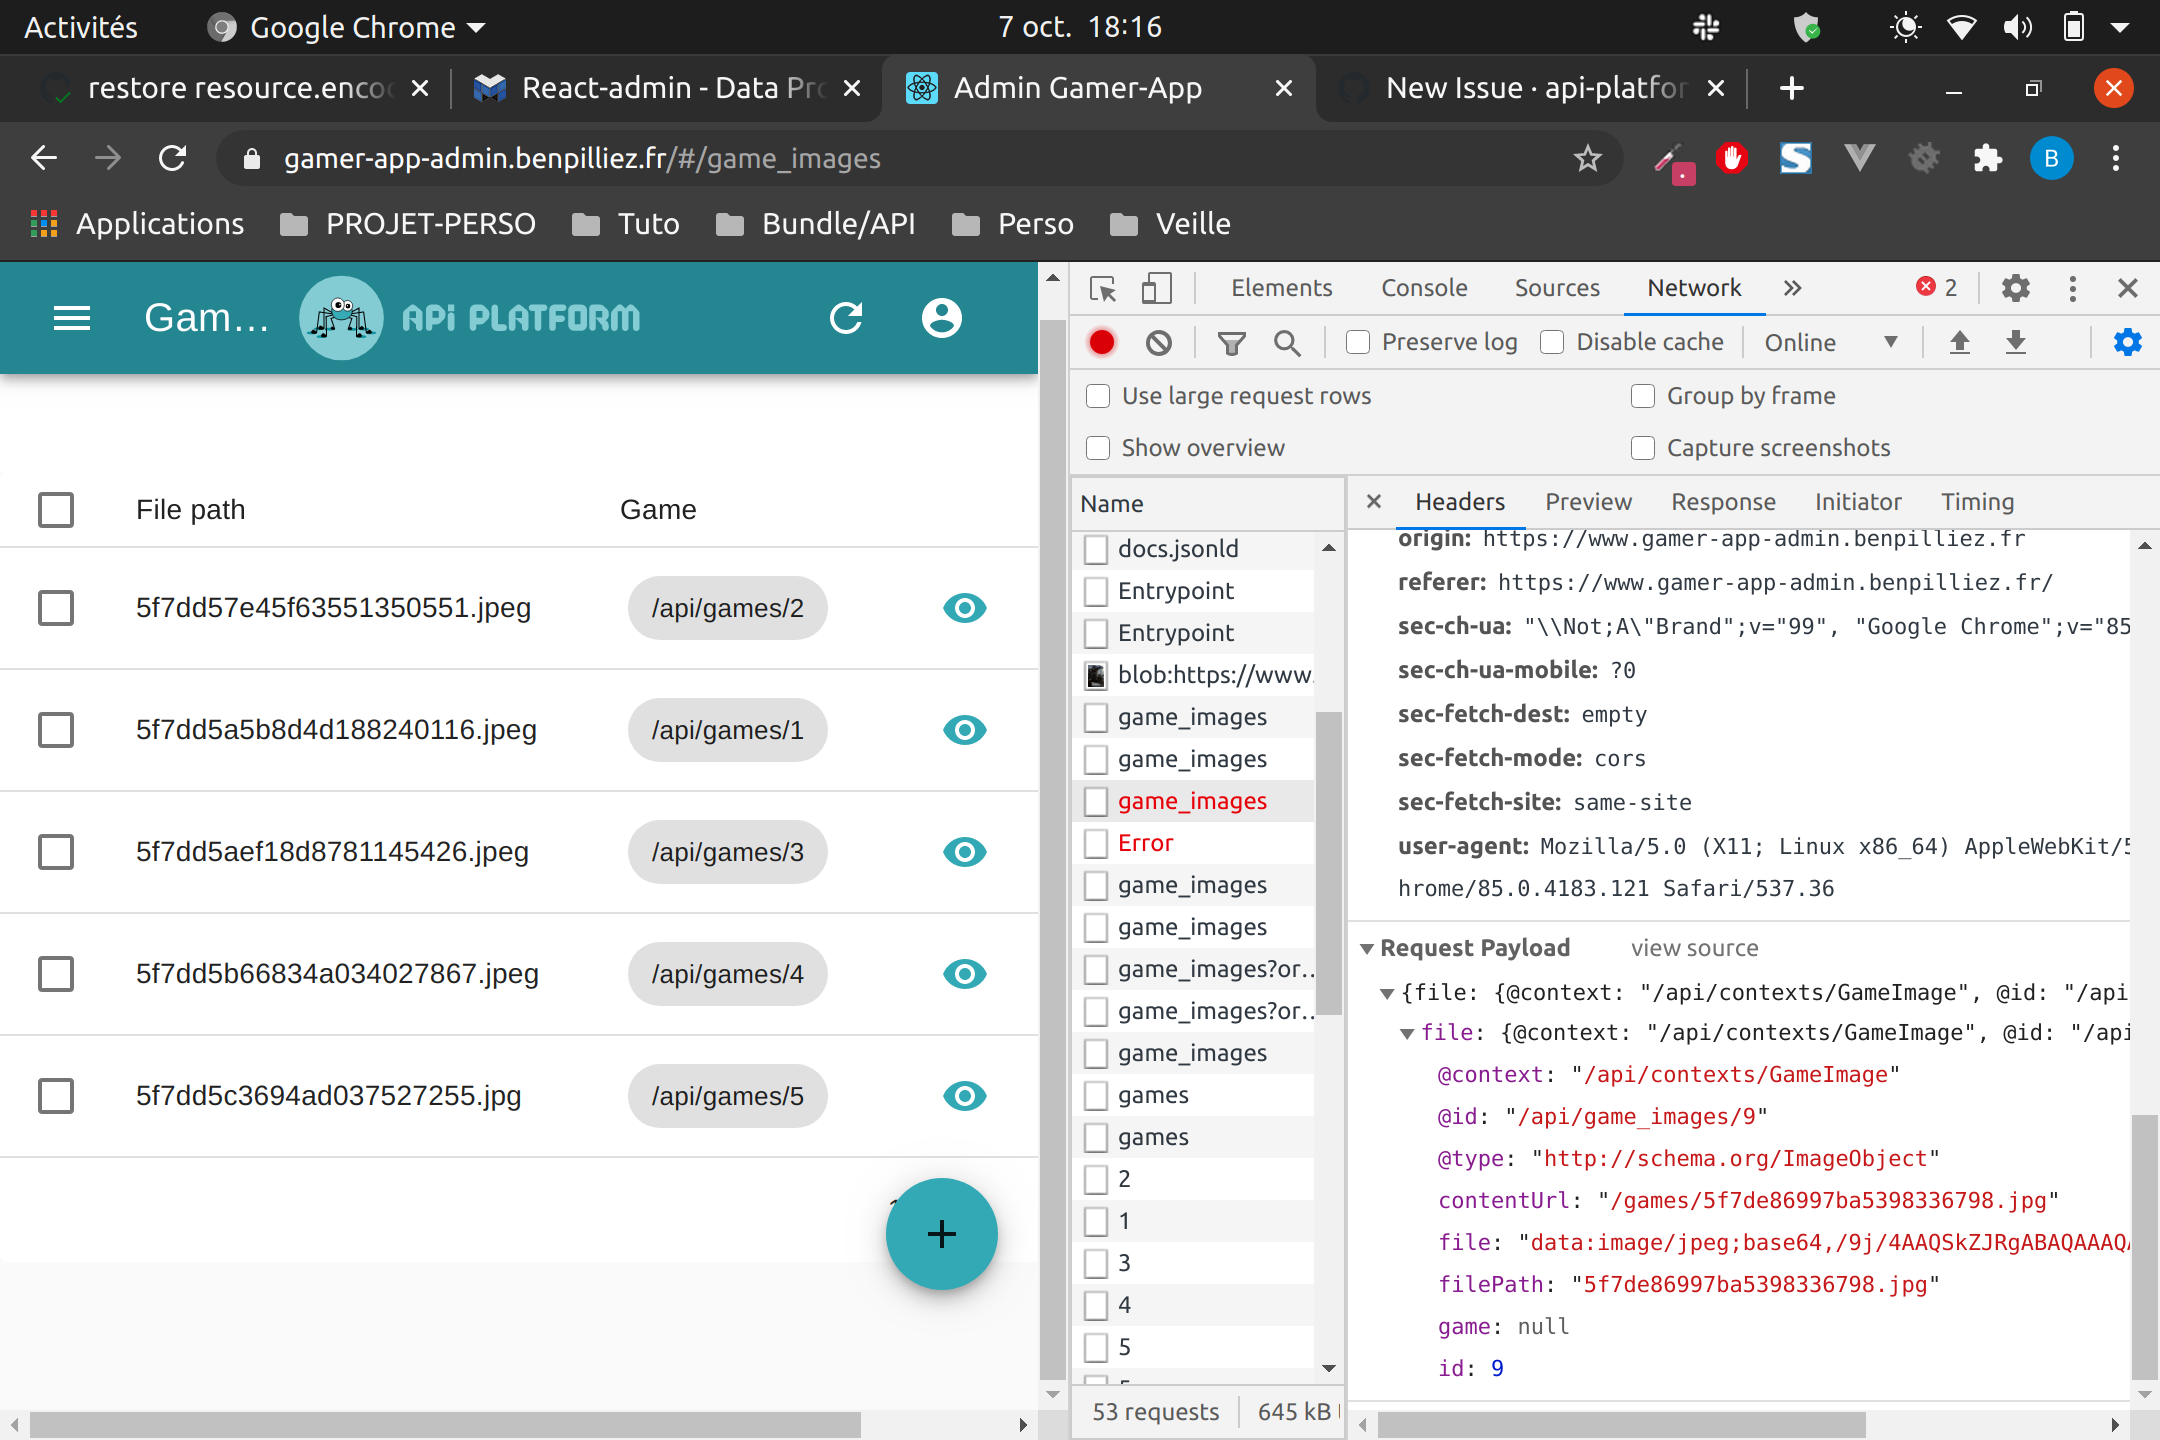 Activités
Google Chrome
7 oct. 18:16
restore resource.enco
React-admin - Data Pro
Admin Gamer-App
New Issue · api-platfor
gamer-app-admin.benpilliez.fr/#/game_images
B
Applications
PROJET-PERSO
Tuto
Bundle/API
Perso
Veille
Gam...
API PLATFORM
File path
Game
5f7dd57e45f63551350551.jpeg
/api/games/2
5f7dd5a5b8d4d188240116.jpeg
/api/games/1
5f7dd5aef18d8781145426.jpeg
/api/games/3
5f7dd5b66834a034027867.jpeg
/api/games/4
5f7dd5c3694ad037527255.jpg
/api/games/5
+
Elements
Console
Sources
Network
2
Preserve log
Disable cache
Online
Use large request rows
Group by frame
Show overview
Capture screenshots
Name
docs.jsonld
Entrypoint
Entrypoint
blob:https://www.
game_images
game_images
game_images
Error
game_images
game_images
game_images?or...
game_images?or...
game_images
games
games
2
1
3
4
5
53 requests
645 kB
Headers
Preview
Response
Initiator
Timing
origin: https://www.gamer-app-admin.benpilliez.fr
referer: https://www.gamer-app-admin.benpilliez.fr/
sec-ch-ua: "\\Not;A\"Brand";v="99", "Google Chrome";v="85
sec-ch-ua-mobile: ?0
sec-fetch-dest: empty
sec-fetch-mode: cors
sec-fetch-site: same-site
user-agent: Mozilla/5.0 (X11; Linux x86_64) AppleWebKit/5
hrome/85.0.4183.121 Safari/537.36
Request Payload
view source
{file: {@context: "/api/contexts/GameImage", @id: "/api
file: {@context: "/api/contexts/GameImage", @id: "/api
@context: "/api/contexts/GameImage"
@id: "/api/game_images/9"
@type: "http://schema.org/ImageObject"
contentUrl: "/games/5f7de86997ba5398336798.jpg"
file: "data:image/jpeg;base64,/9j/4AAQSkZJRgABAQAAAQA
filePath: "5f7de86997ba5398336798.jpg"
game: null
id: 9